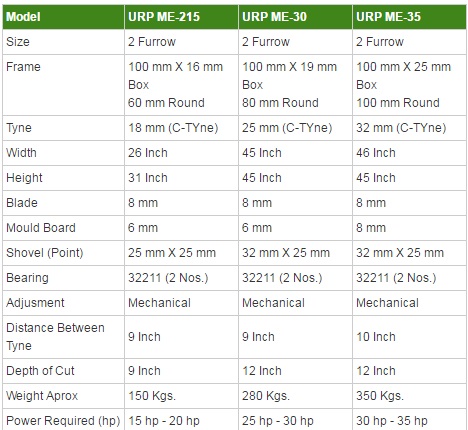 Model URP ME-215 URP ME-30 URP ME-35
Size 2 Furrow 2 Furrow 2 Furrow
Frame 100 mm X 16 mm 100 mm X 19 mm 100 mm X 25 mm
Box Box Box
60 mm Round 80 mm Round 100 mm Round
Tyne 18 mm (C-TYne) 25 mm (C-TYne) 32 mm (C-TYne)
Width 26 Inch 45 Inch 46 Inch
Height 31 Inch 45 Inch 45 Inch
Blade 8 mm 8 mm 8 mm
Mould Board 6 mm 6 mm 8 mm
Shovel (Point) 25 mm X 25 mm 32 mm X 25 mm 32 mm X 25 mm
Bearing 32211 (2 Nos.) 32211 (2 Nos.) 32211 (2 Nos.)
Adjusment Mechanical Mechanical Mechanical
Distance Between
Tyne 9 Inch 9 Inch 10 Inch
Depth of Cut 9 Inch 12 Inch 12 Inch
Weight Aprox 150 Kgs. 280 Kgs. 350 Kgs.
Power Required (hp) 15 hp - 20 hp 25 hp - 30 hp 30 hp - 35 hp